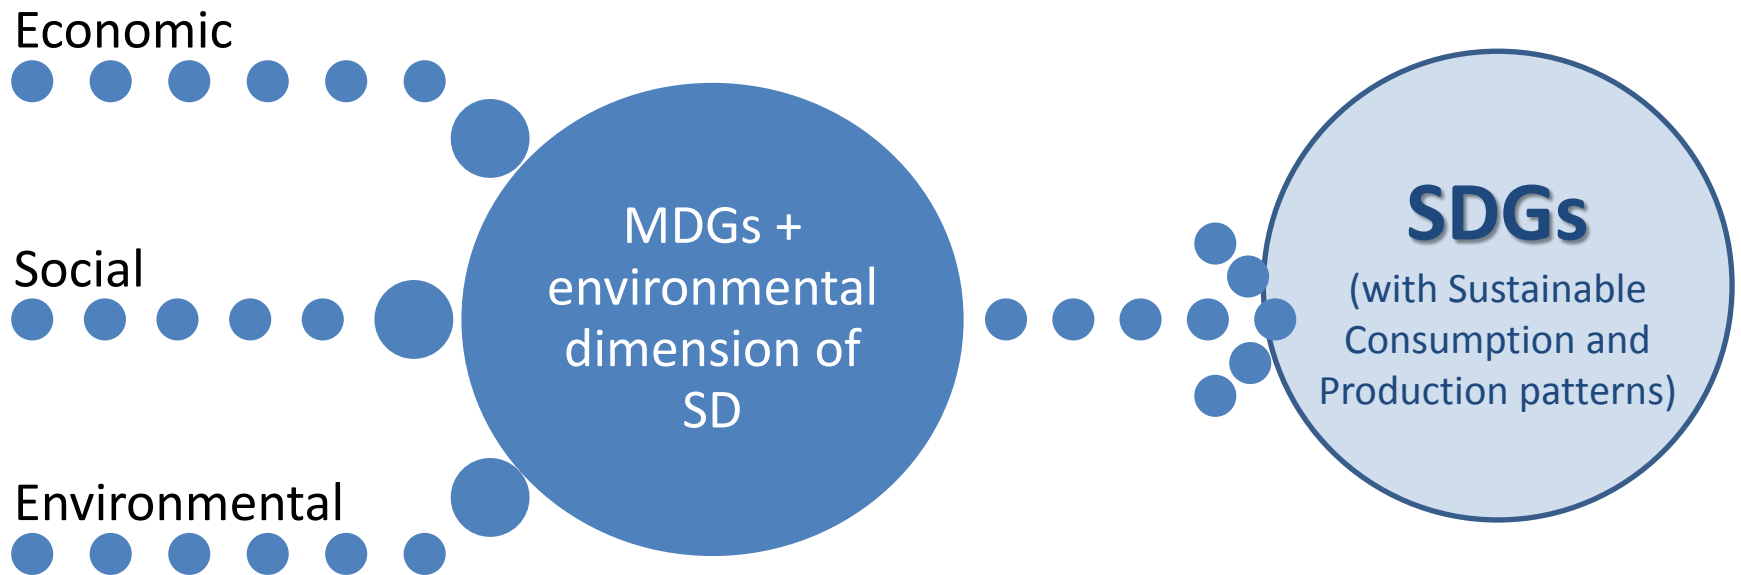 Economic
Social
Environmental
MDGs +
environmental
dimension of
SD
SDGs
(with Sustainable
Consumption and
Production patterns)